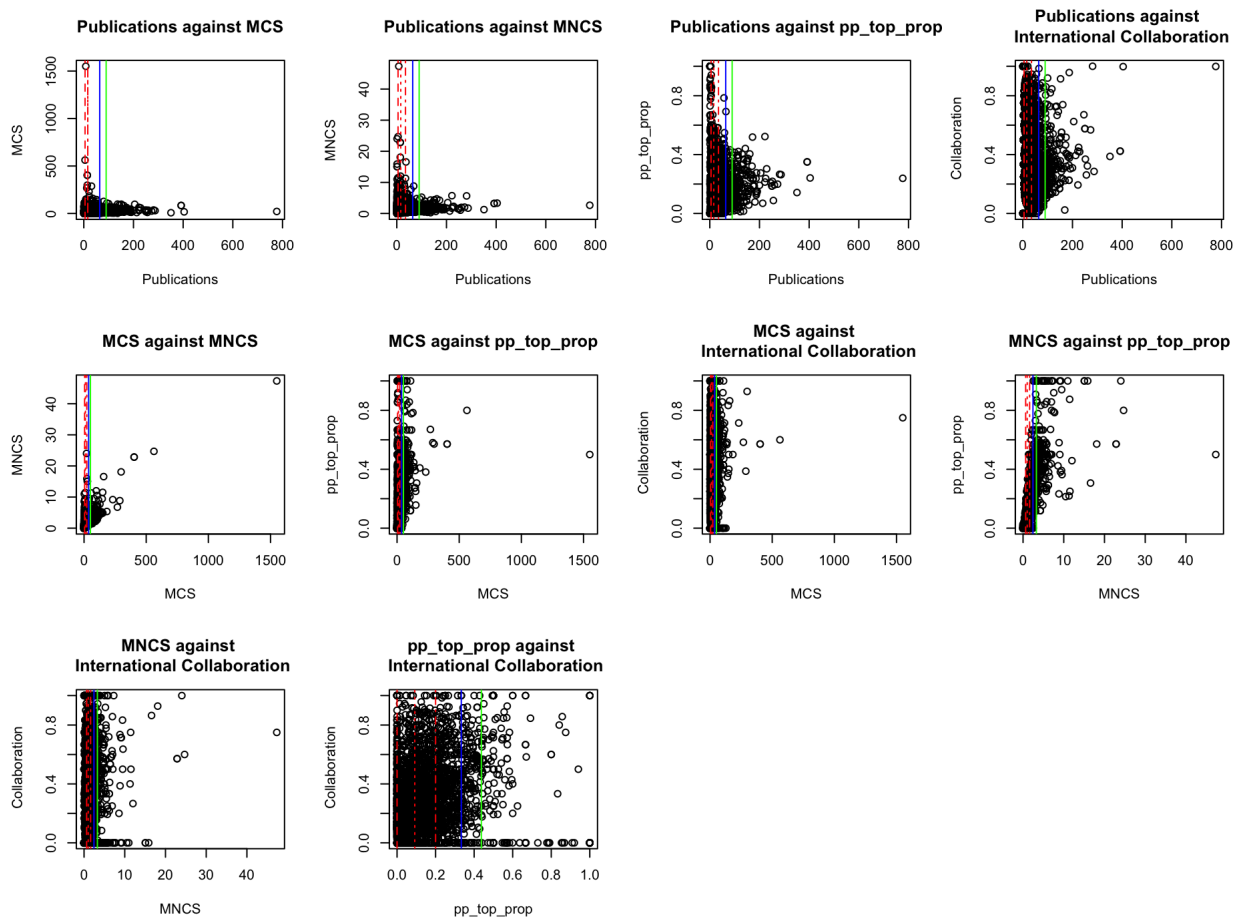 Publications against MCS
MCS
0
500
1000
1500
0 200 400 600 800
Publications
Publications against MNCS
MNCS
0 10 20 30 40
0 200 400 600 800
Publications
Publications against pp_top_prop
pp_top_prop
0.0 0.4 0.8
0 200 400 600 800
Publications
Publications against
International Collaboration
Collaboration
0.0 0.4 0.8
0 200 400 600 800
Publications
MCS against MNCS
MNCS
0 10 20 30 40
0 500 1000 1500
MCS
MCS against pp_top_prop
pp_top_prop
0.0 0.4 0.8
0 500 1000 1500
MCS
MCS against
International Collaboration
Collaboration
0.0 0.4 0.8
0 500 1000 1500
MCS
MNCS against pp_top_prop
pp_top_prop
0.0 0.4 0.8
0 10 20 30 40
MNCS
MNCS against
International Collaboration
Collaboration
0.0 0.4 0.8
0 10 20 30 40
MNCS
pp_top_prop against
International Collaboration
Collaboration
0.0 0.4 0.8
0.0 0.2 0.4 0.6 0.8 1.0
pp_top_prop